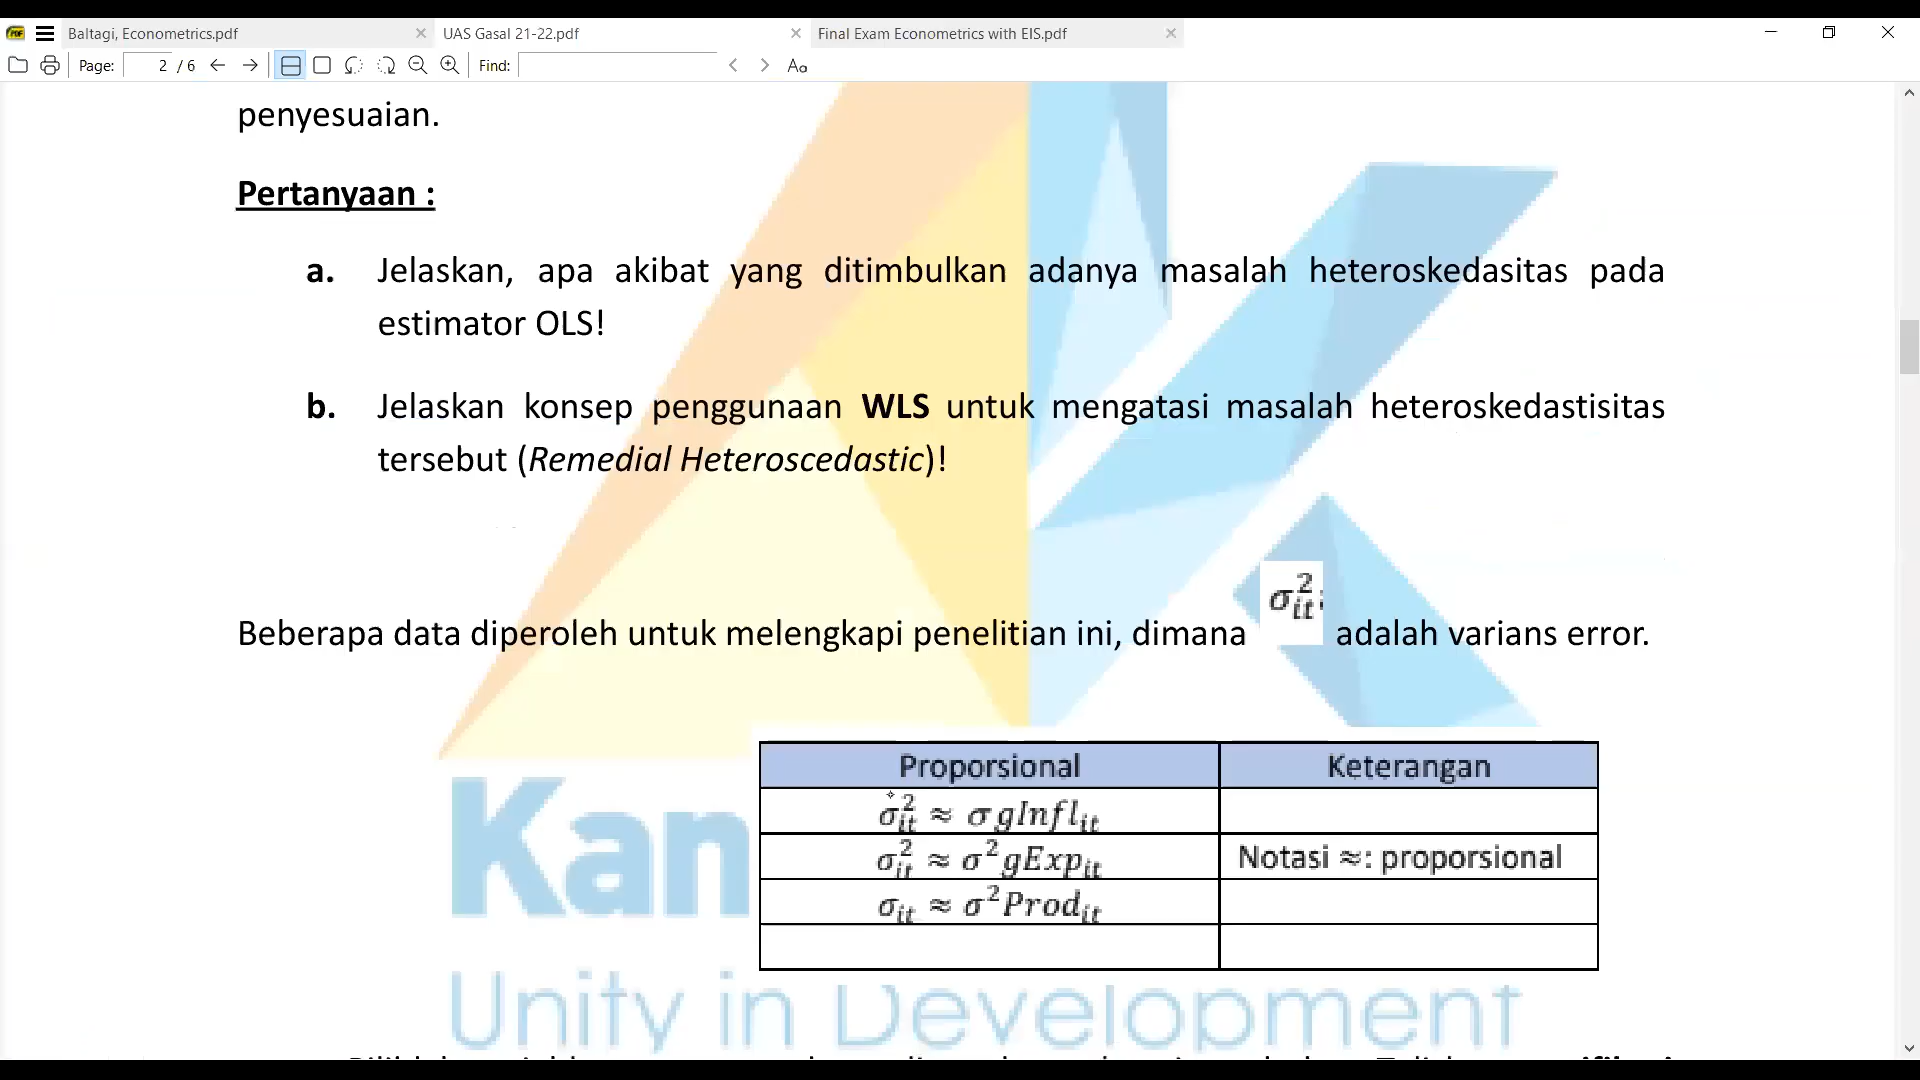 Baltagi, Econometrics.pdf
UAS Gasal 21-22.pdf
Final Exam Econometrics with EIS.pdf
Page: 2 / 6
Find:
penyesuaian.
Pertanyaan :
a. Jelaskan, apa akibat yang ditimbulkan adanya masalah heteroskedasitas pada
estimator OLS!
b. Jelaskan konsep penggunaan WLS untuk mengatasi masalah heteroskedastisitas
tersebut (Remedial Heteroscedastic)!
Beberapa data diperoleh untuk melengkapi penelitian ini, dimana σ²ᵢₜ adalah varians error.
Proporsional Keterangan
σ²ᵢₜ ≈ σ gInflᵢₜ
σ²ᵢₜ ≈ σ²gExpᵢₜ Notasi ≈: proporsional
σᵢₜ ≈ σ²Prodᵢₜ
Kan
Unity in Development